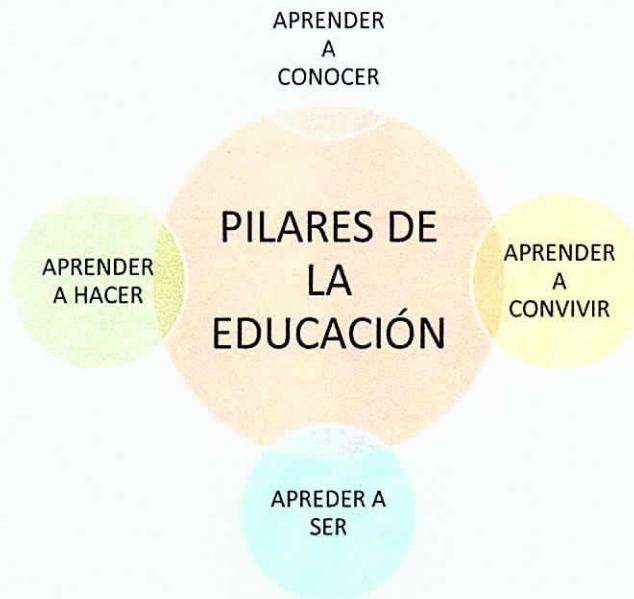 APRENDER
A
CONOCER
PILARES DE
LA
EDUCACIÓN
APRENDER
A HACER
APRENDER
A
CONVIVIR
APREDER A
SER